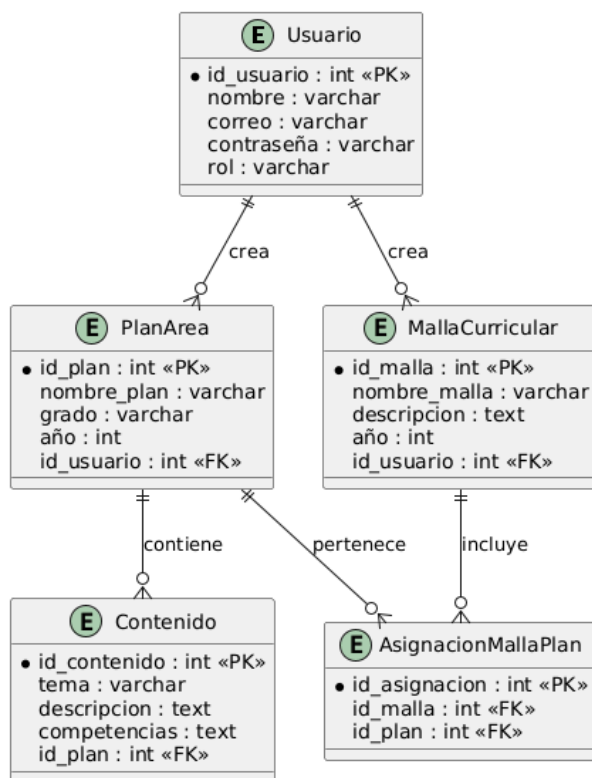 E Usuario
id_usuario : int «PK»
nombre : varchar
correo : varchar
contraseña : varchar
rol : varchar
crea
crea
E PlanArea
id_plan : int «PK»
nombre_plan : varchar
grado : varchar
año : int
id_usuario : int «FK»
E MallaCurricular
id_malla : int «PK»
nombre_malla : varchar
descripcion : text
año : int
id_usuario : int «FK»
contiene
pertenece
incluye
E Contenido
id_contenido : int «PK»
tema : varchar
descripcion : text
competencias : text
id_plan : int «FK»
E AsignacionMallaPlan
id_asignacion : int «PK»
id_malla : int «FK»
id_plan : int «FK»